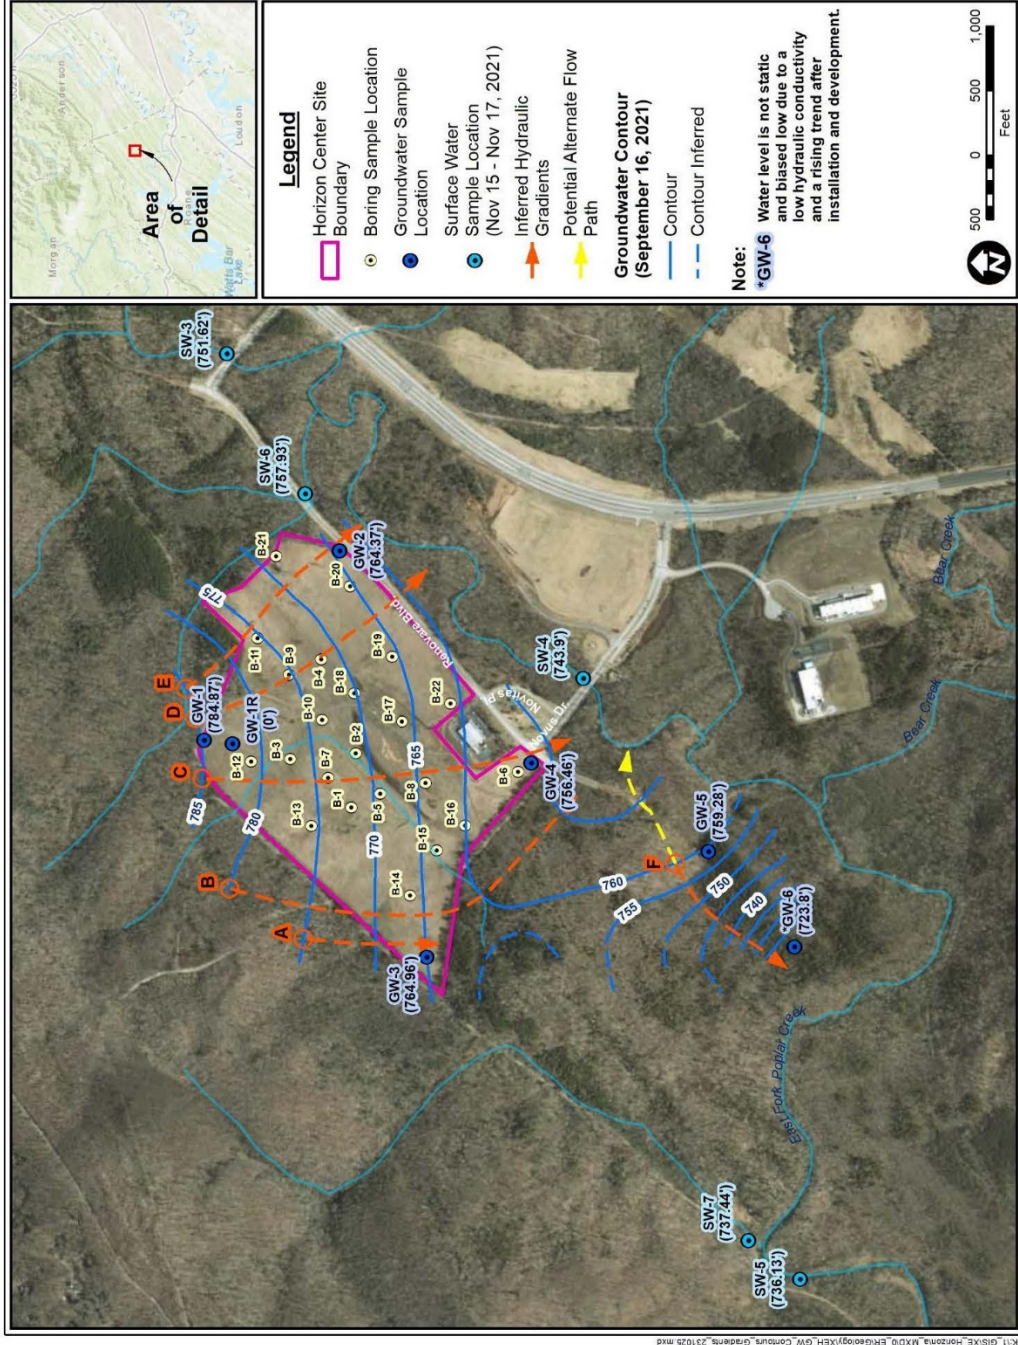 Morgan
Anderson
Roane
Loudon
Watts Bar
Lake
Area
of
Detail
Legend
Horizon Center Site
Boundary
Boring Sample Location
Groundwater Sample
Location
Surface Water
Sample Location
(Nov 15 - Nov 17, 2021)
Inferred Hydraulic
Gradients
Potential Alternate Flow
Path
Groundwater Contour
(September 16, 2021)
Contour
Contour Inferred
Note:
*GW-6
Water level is not static
and biased low due to a
low hydraulic conductivity
and a rising trend after
installation and development.
N
500
0
500
1,000
Feet
SW-3
(751.62')
SW-6
(757.93')
B-21
775
E
D
GW-1
(784.87')
GW-1R
(0')
C
785
780
B
A
B-11
B-9
B-12
B-3
B-10
B-4
B-18
B-20
GW-2
(764.37')
B-19
B-13
B-7
B-2
B-1
B-5
B-17
B-22
770
B-8
765
B-15
B-16
B-14
B-6
Renovare Blvd
Novitas Pl
Novus Dr
GW-3
(764.96')
GW-4
(756.46')
SW-4
(743.9')
F
760
755
750
740
GW-5
(759.28')
*GW-6
(723.8')
Bear Creek
Bear Creek
East Fork Poplar Creek
SW-7
(737.44')
SW-5
(736.13')